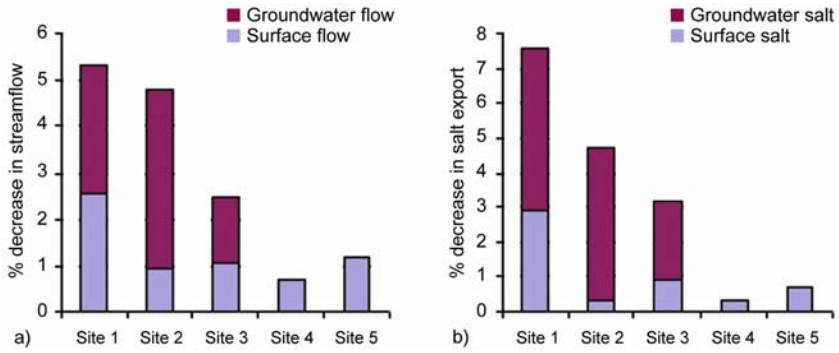 Groundwater flow
Surface flow
% decrease in streamflow
6
5
4
3
2
1
0
Site 1 Site 2 Site 3 Site 4 Site 5
a)
Groundwater salt
Surface salt
% decrease in salt export
8
7
6
5
4
3
2
1
0
Site 1 Site 2 Site 3 Site 4 Site 5
b)